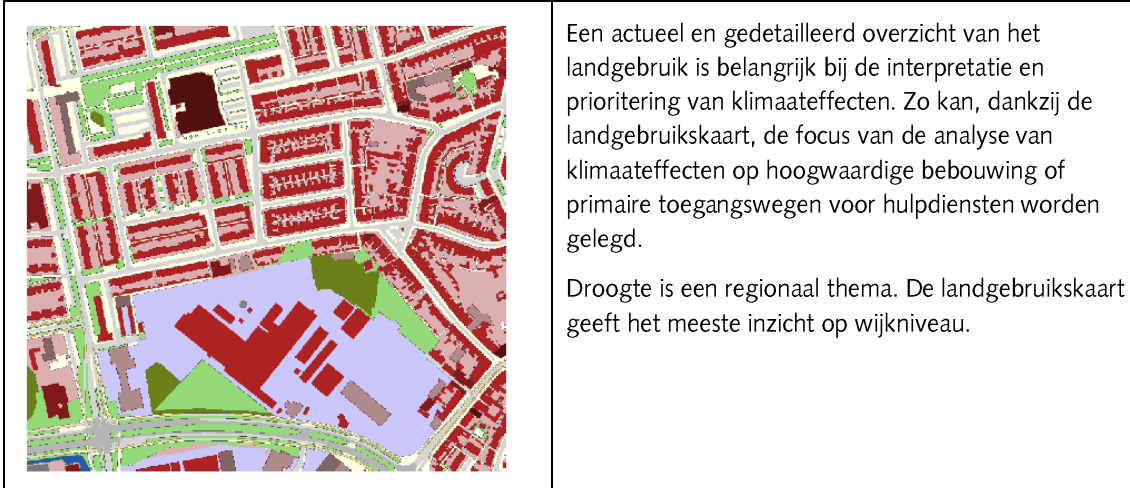 Een actueel en gedetailleerd overzicht van het
landgebruik is belangrijk bij de interpretatie en
prioritering van klimaateffecten. Zo kan, dankzij de
landgebruikskaart, de focus van de analyse van
klimaateffecten op hoogwaardige bebouwing of
primaire toegangswegen voor hulpdiensten worden
gelegd.
Droogte is een regionaal thema. De landgebruikskaart
geeft het meeste inzicht op wijkniveau.